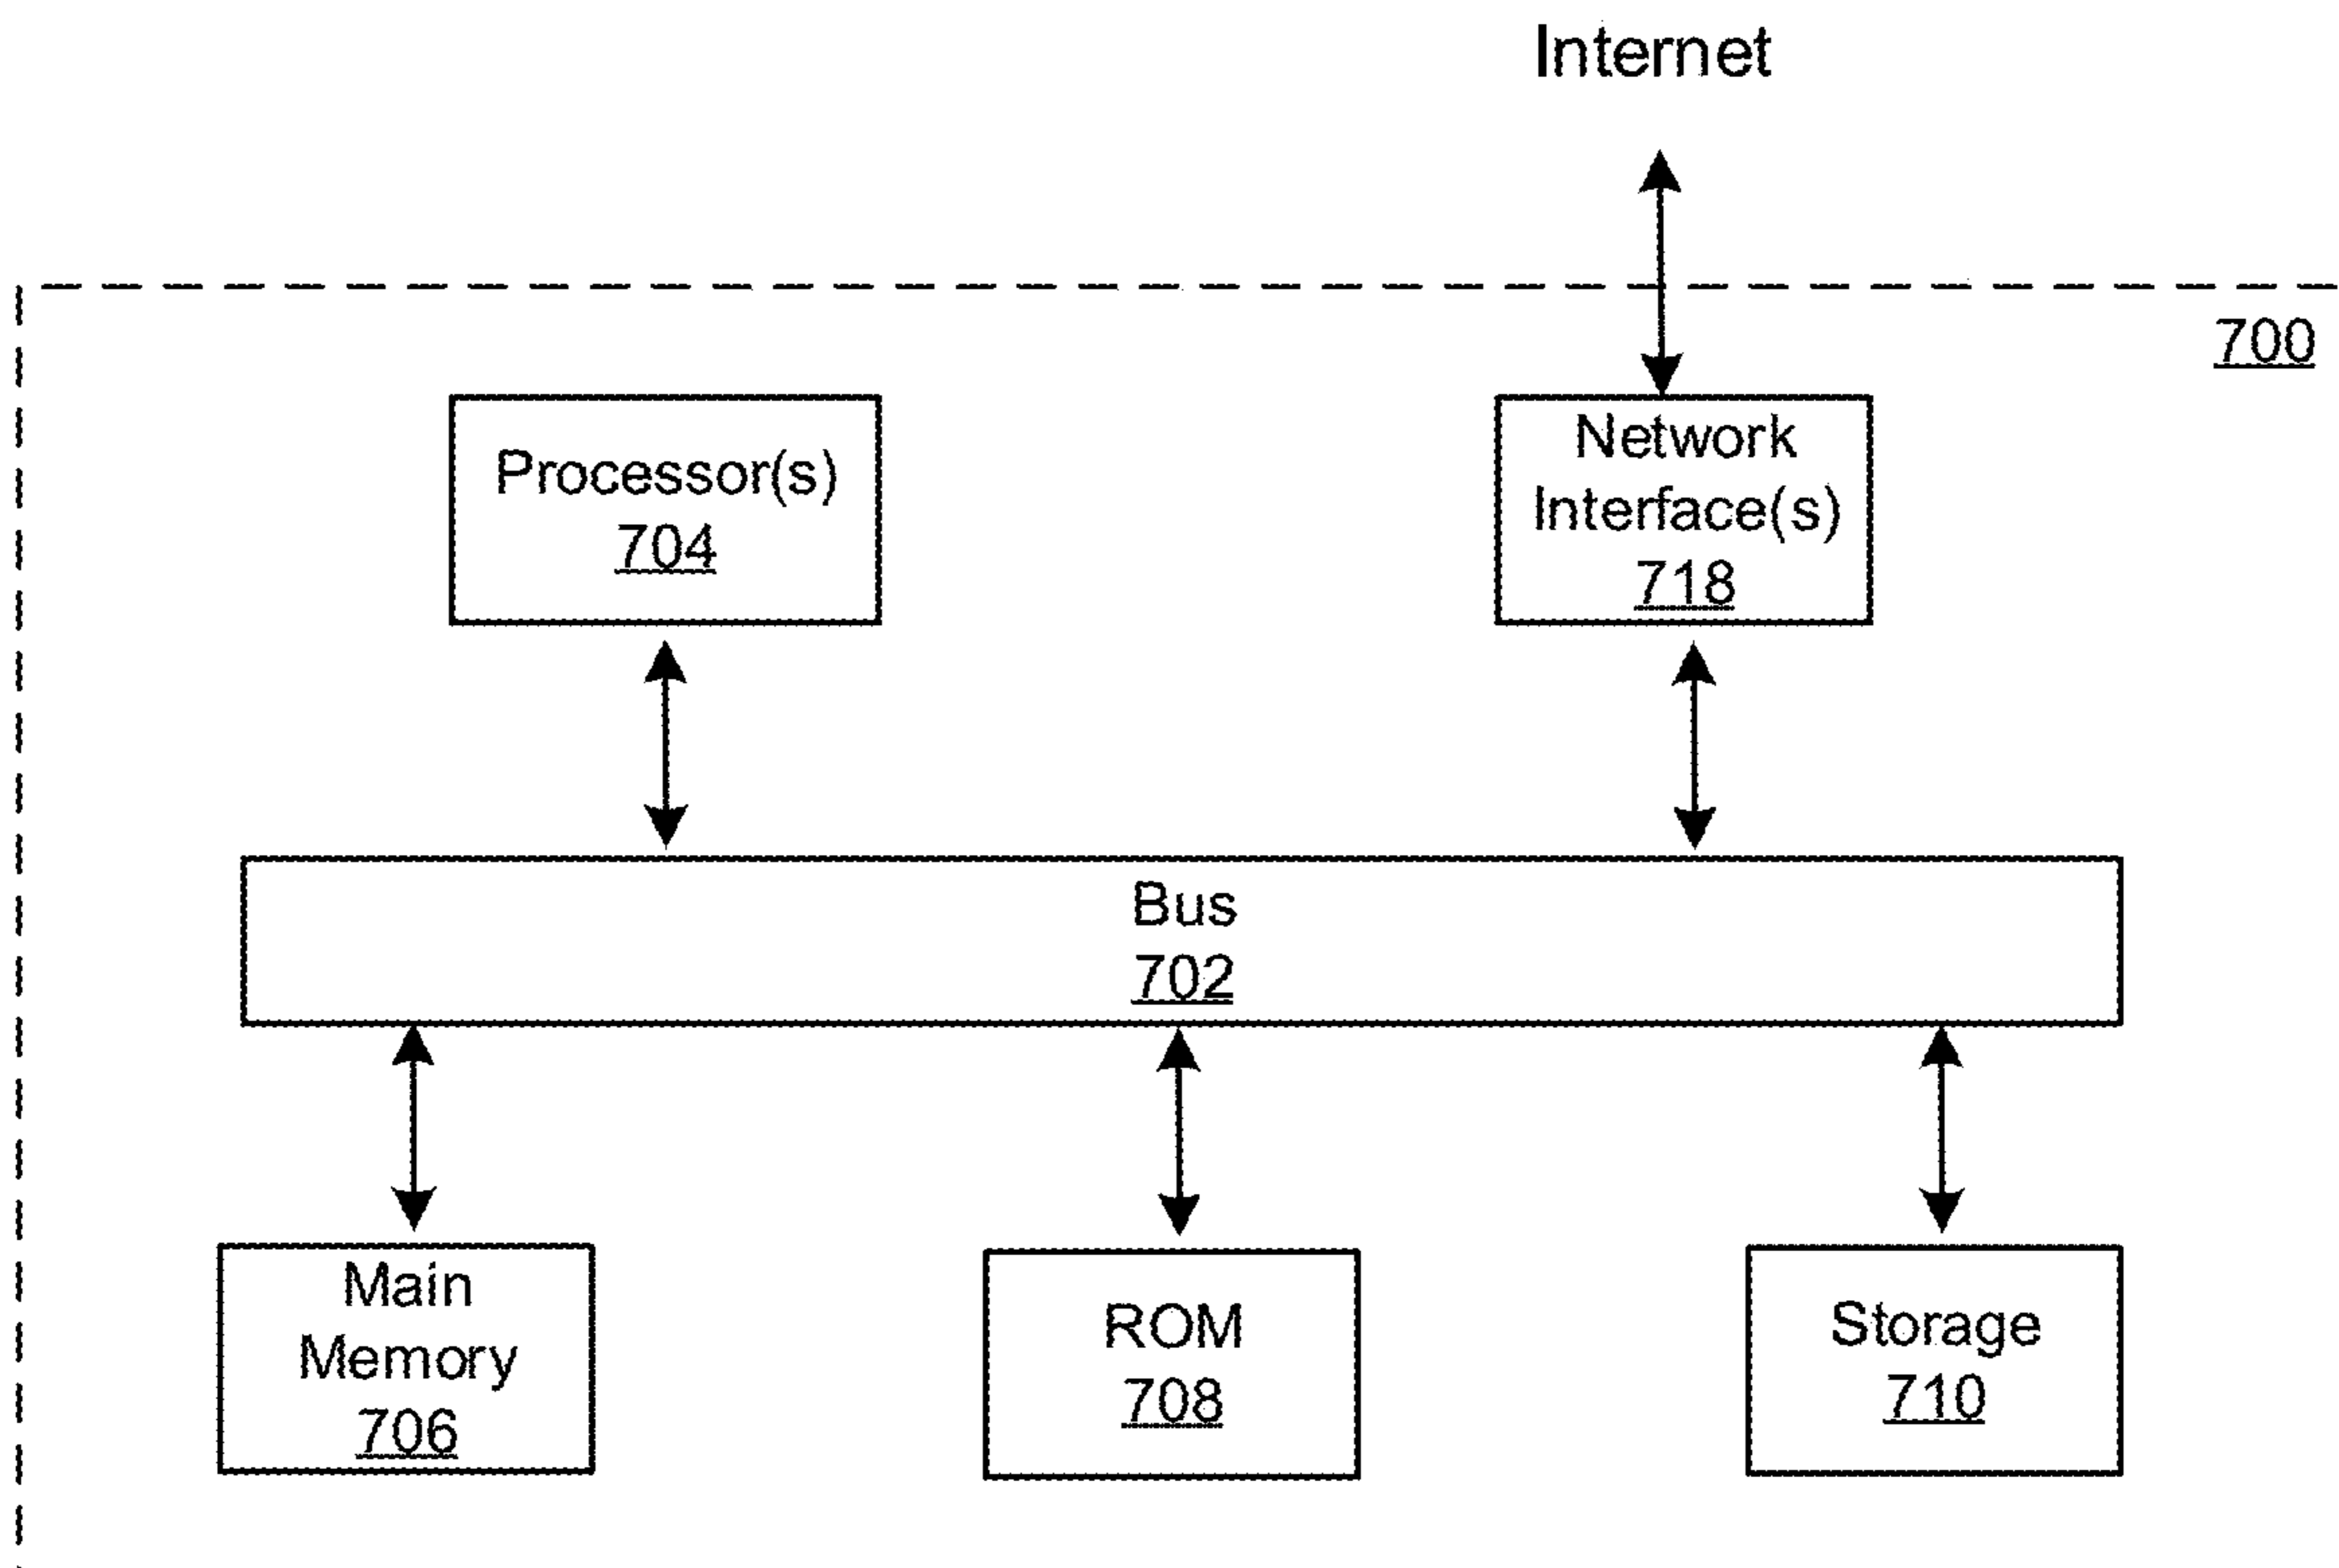 Internet
700
Processor(s)
704
Network
Interface(s)
718
Bus
702
Main
Memory
706
ROM
708
Storage
710